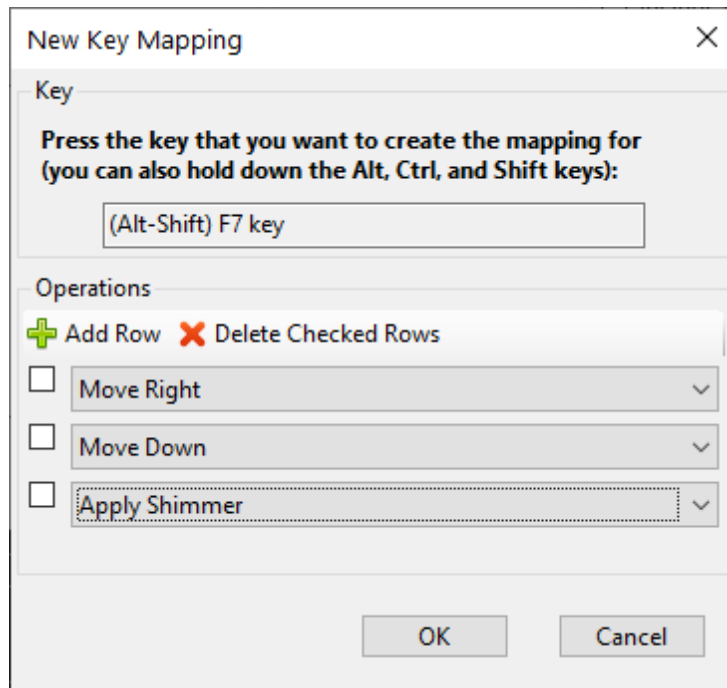 New Key Mapping
Key
Press the key that you want to create the mapping for
(you can also hold down the Alt, Ctrl, and Shift keys):
(Alt-Shift) F7 key
Operations
Add Row Delete Checked Rows
Move Right
Move Down
Apply Shimmer
OK Cancel